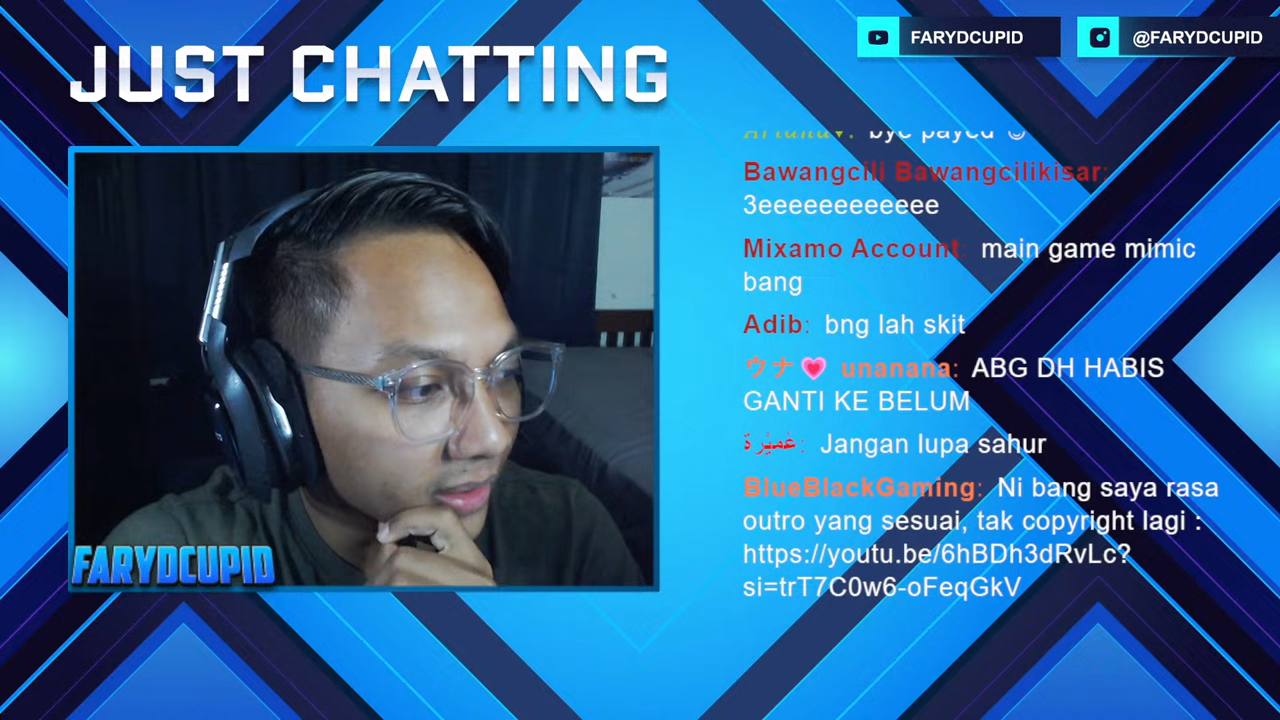 JUST CHATTING
FARYDCUPID
@FARYDCUPID
bye payed
Bawangcili Bawangcilikisar:
3eeeeeeeeeeee
Mixamo Account: main game mimic
bang
Adib: bng lah skit
ウナ💗 unanana: ABG DH HABIS
GANTI KE BELUM
Jangan lupa sahur
BlueBlackGaming: Ni bang saya rasa
outro yang sesuai, tak copyright lagi :
https://youtu.be/6hBDh3dRvLc?
si=trT7C0w6-oFeqGkV
FARYDCUPID